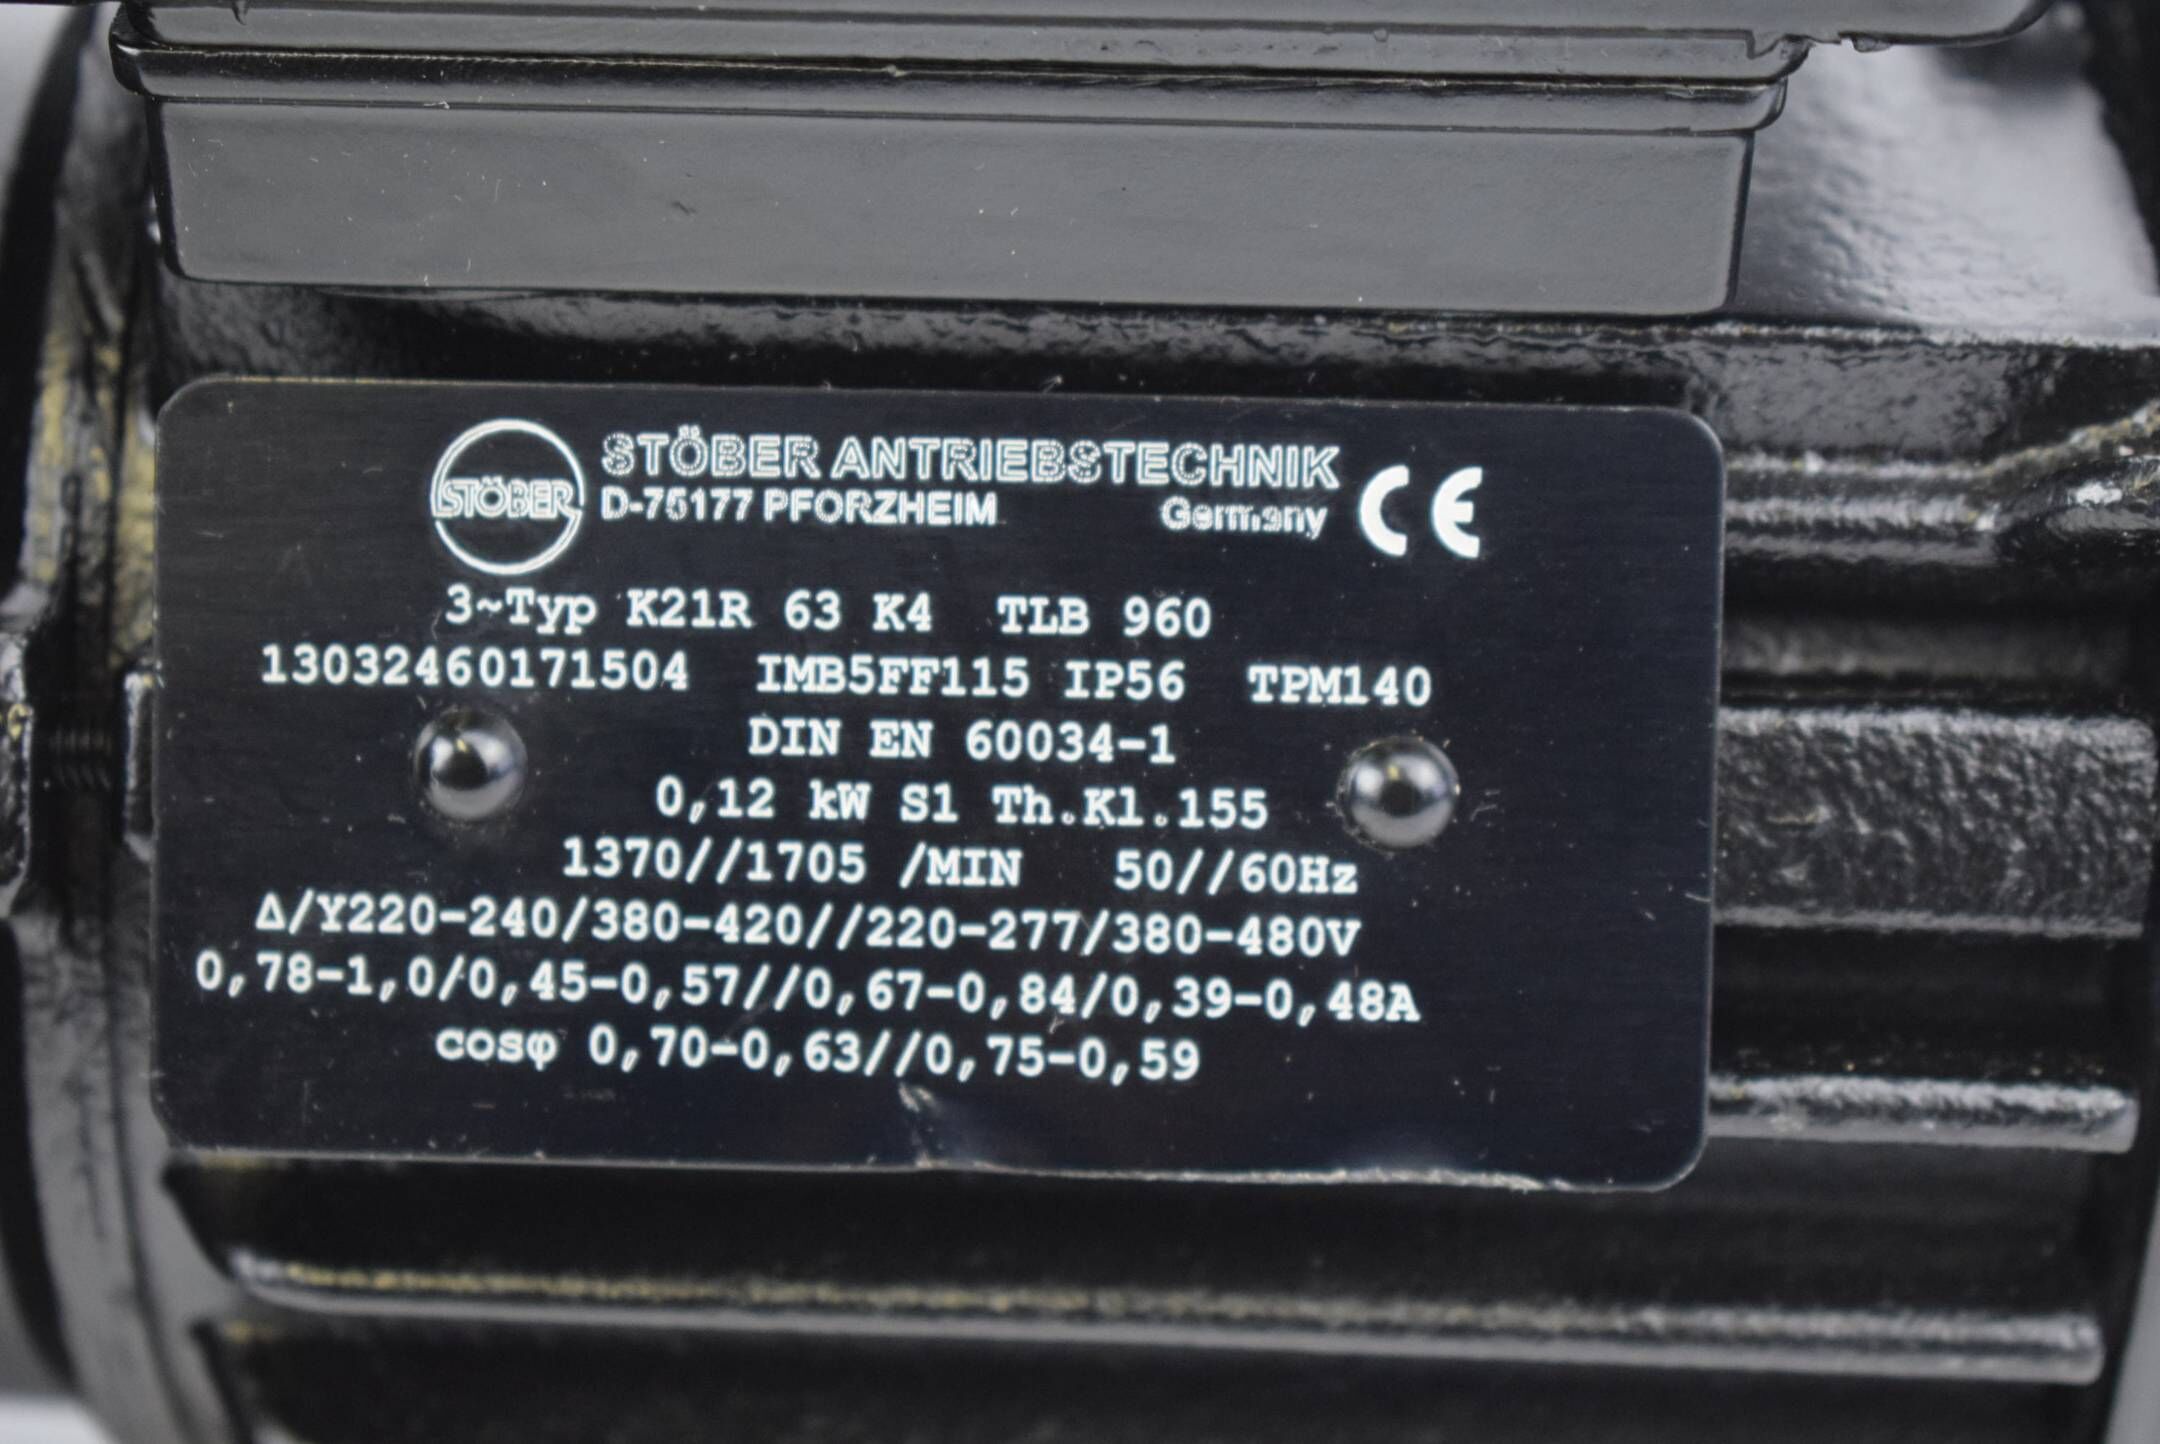 STÖBER
STÖBER ANTRIEBSTECHNIK
D-75177 PFORZHEIM Germany CE
3~Typ K21R 63 K4 TLB 960
13032460171504 IMB5FF115 IP56 TPM140
DIN EN 60034-1
0,12 kW S1 Th.Kl.155
1370//1705 /MIN 50//60Hz
Δ/Y220-240/380-420//220-277/380-480V
0,78-1,0/0,45-0,57//0,67-0,84/0,39-0,48A
cosφ 0,70-0,63//0,75-0,59